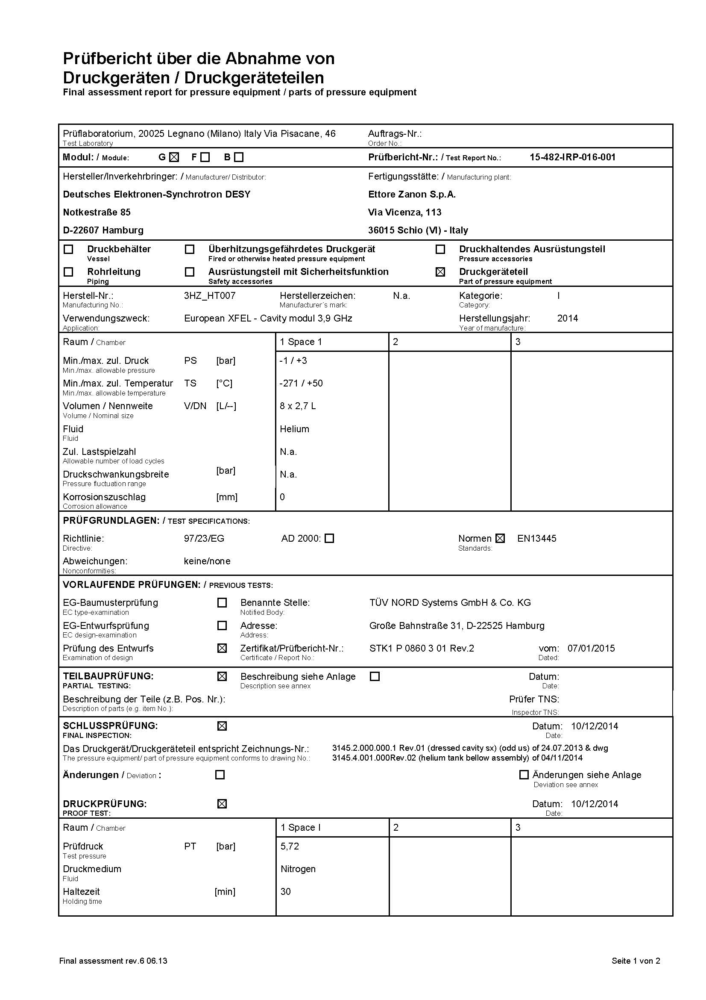 Prüfbericht über die Abnahme von
Druckgeräten / Druckgeräteteilen
Final assessment report for pressure equipment / parts of pressure equipment
Prüflaboratorium, 20025 Legnano (Milano) Italy Via Pisacane, 46 Auftrags-Nr.:
Test Laboratory Order No.:
Modul: / Module: G ☒ F ☐ B ☐ Prüfbericht-Nr.: / Test Report No.: 15-482-IRP-016-001
Hersteller/Inverkehrbringer: / Manufacturer/ Distributor: Fertigungsstätte: / Manufacturing plant:
Deutsches Elektronen-Synchrotron DESY Ettore Zanon S.p.A.
Notkestraße 85 Via Vicenza, 113
D-22607 Hamburg 36015 Schio (VI) - Italy
☐ Druckbehälter ☐ Überhitzungsgefährdetes Druckgerät ☐ Druckhaltendes Ausrüstungsteil
Vessel Fired or otherwise heated pressure equipment Pressure accessories
☐ Rohrleitung ☐ Ausrüstungsteil mit Sicherheitsfunktion ☒ Druckgeräteteil
Piping Safety accessories Part of pressure equipment
Herstell-Nr.: 3HZ_HT007 Herstellerzeichen: N.a. Kategorie: I
Manufacturing No.: Manufacturer´s mark: Category:
Verwendungszweck: European XFEL - Cavity modul 3,9 GHz Herstellungsjahr: 2014
Application: Year of manufacture:
Raum / Chamber 1 Space 1 2 3
Min./max. zul. Druck PS [bar] -1 / +3
Min./max. allowable pressure
Min./max. zul. Temperatur TS [°C] -271 / +50
Min./max. allowable temperature
Volumen / Nennweite V/DN [L/--] 8 x 2,7 L
Volume / Nominal size
Fluid Helium
Fluid
Zul. Lastspielzahl N.a.
Allowable number of load cycles
Druckschwankungsbreite [bar] N.a.
Pressure fluctuation range
Korrosionszuschlag [mm] 0
Corrosion allowance
PRÜFGRUNDLAGEN: / TEST SPECIFICATIONS:
Richtlinie: 97/23/EG AD 2000: ☐ Normen ☒ EN13445
Directive: Standards:
Abweichungen: keine/none
Nonconformities:
VORLAUFENDE PRÜFUNGEN: / PREVIOUS TESTS:
EG-Baumusterprüfung ☐ Benannte Stelle: TÜV NORD Systems GmbH & Co. KG
EC type-examination Notified Body:
EG-Entwurfsprüfung ☐ Adresse: Große Bahnstraße 31, D-22525 Hamburg
EC design-examination Address:
Prüfung des Entwurfs ☒ Zertifikat/Prüfbericht-Nr.: STK1 P 0860 3 01 Rev.2 vom: 07/01/2015
Examination of design Certificate / Report No.: Dated:
TEILBAUPRÜFUNG: ☒ Beschreibung siehe Anlage ☐ Datum:
PARTIAL TESTING: Description see annex Date:
Beschreibung der Teile (z.B. Pos. Nr.): Prüfer TNS:
Description of parts (e.g. item No.): Inspector TNS:
SCHLUSSPRÜFUNG: ☒ Datum: 10/12/2014
FINAL INSPECTION: Date:
Das Druckgerät/Druckgeräteteil entspricht Zeichnungs-Nr.: 3145.2.000.000.1 Rev.01 (dressed cavity sx) (odd us) of 24.07.2013 & dwg
The pressure equipment/ part of pressure equipment conforms to drawing No.: 3145.4.001.000Rev.02 (helium tank bellow assembly) of 04/11/2014
Änderungen / Deviation : ☐ ☐ Änderungen siehe Anlage
Deviation see annex
DRUCKPRÜFUNG: ☒ Datum: 10/12/2014
PROOF TEST: Date:
Raum / Chamber 1 Space I 2 3
Prüfdruck PT [bar] 5,72
Test pressure
Druckmedium Nitrogen
Fluid
Haltezeit [min] 30
Holding time
Final assessment rev.6 06.13 Seite 1 von 2